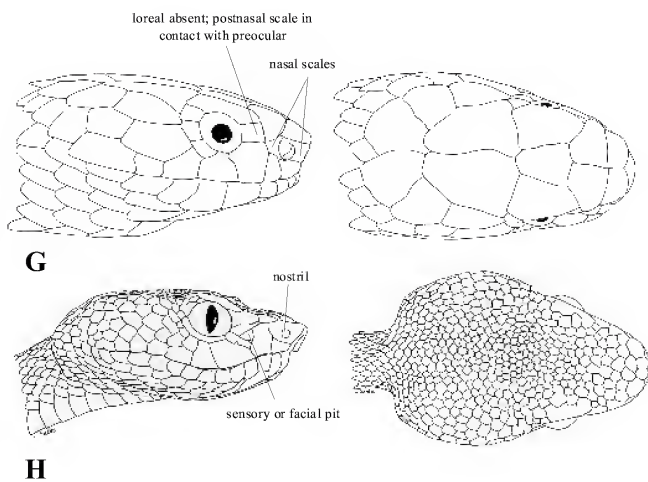 loreal absent; postnasal scale in
contact with preocular
nasal scales
G
nostril
sensory or facial pit
H